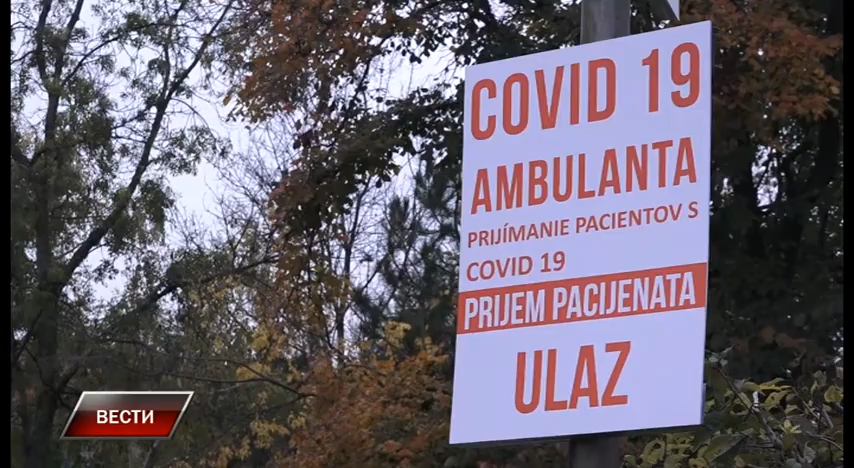 COVID 19
AMBULANTA
PRIJÍMANIE PACIENTOV S
COVID 19
PRIJEM PACIJENATA
ULAZ
ВЕСТИ